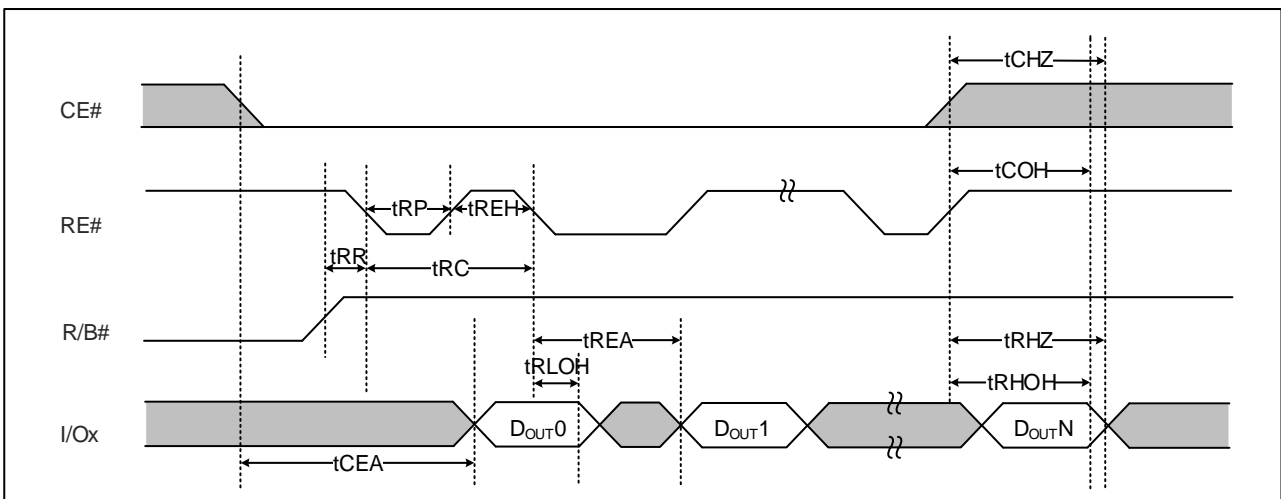 tCHZ
CE#
tCOH
tRP
tREH
RE#
tRR
tRC
R/B#
tREA
tRHZ
tRLOH
tRHOH
I/Ox
DOUT0
DOUT1
DOUTN
tCEA